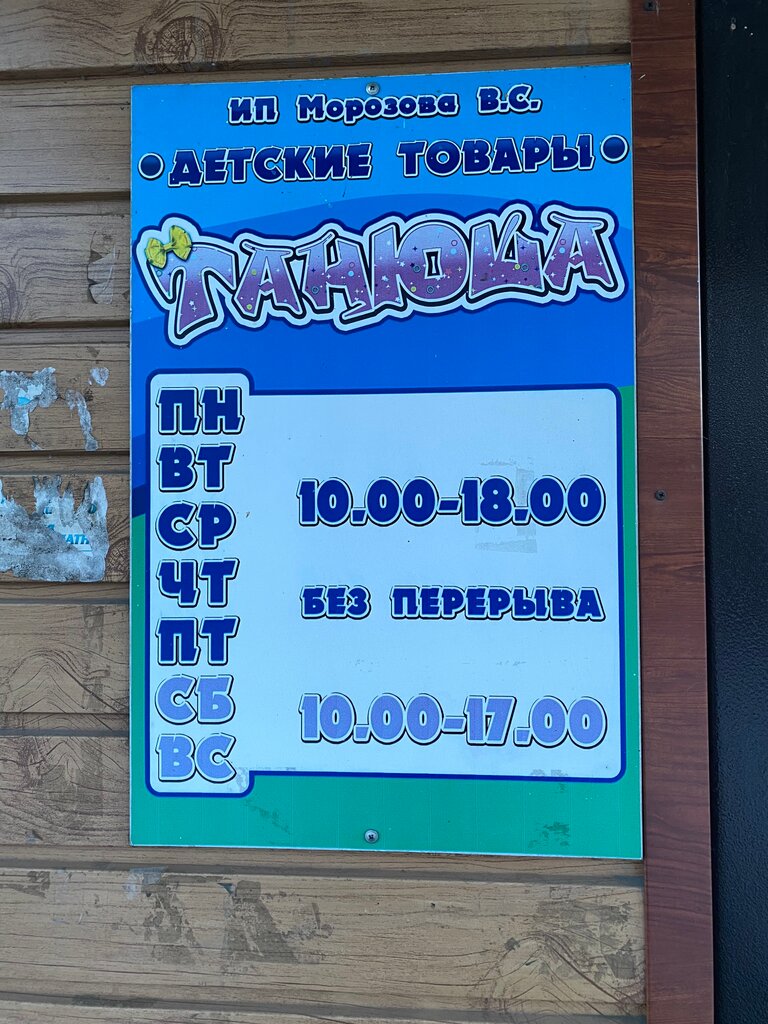 ИП Морозова В.С.
• ДЕТСКИЕ ТОВАРЫ •
ТАНЮША
ПН
ВТ
СР
ЧТ
ПТ
СБ
ВС
10.00-18.00
БЕЗ ПЕРЕРЫВА
10.00-17.00